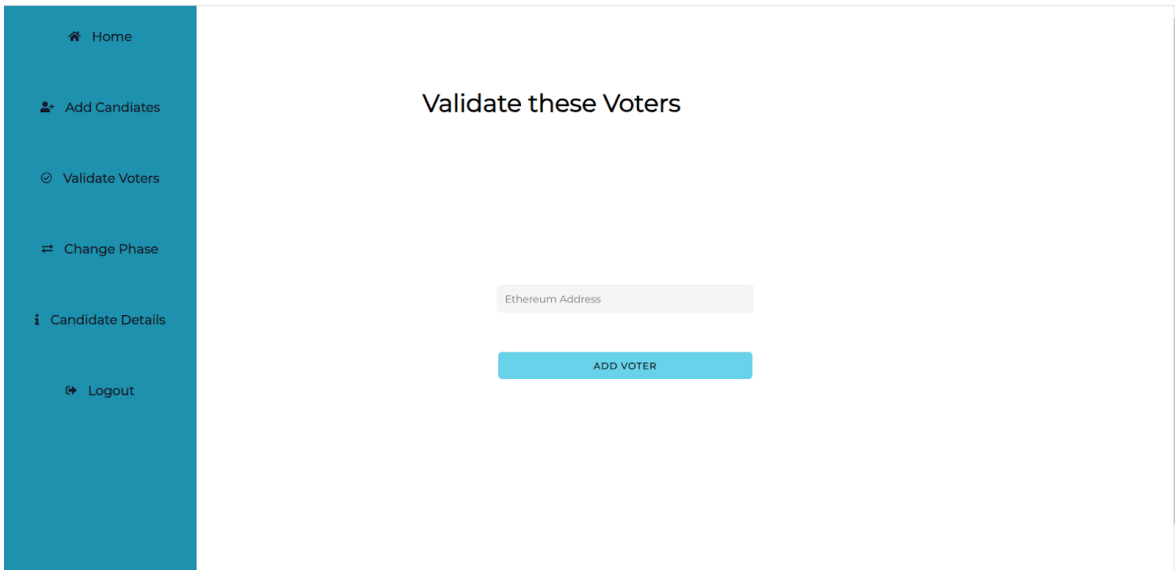 Home
Add Candiates
Validate Voters
Change Phase
Candidate Details
Logout
Validate these Voters
Ethereum Address
ADD VOTER